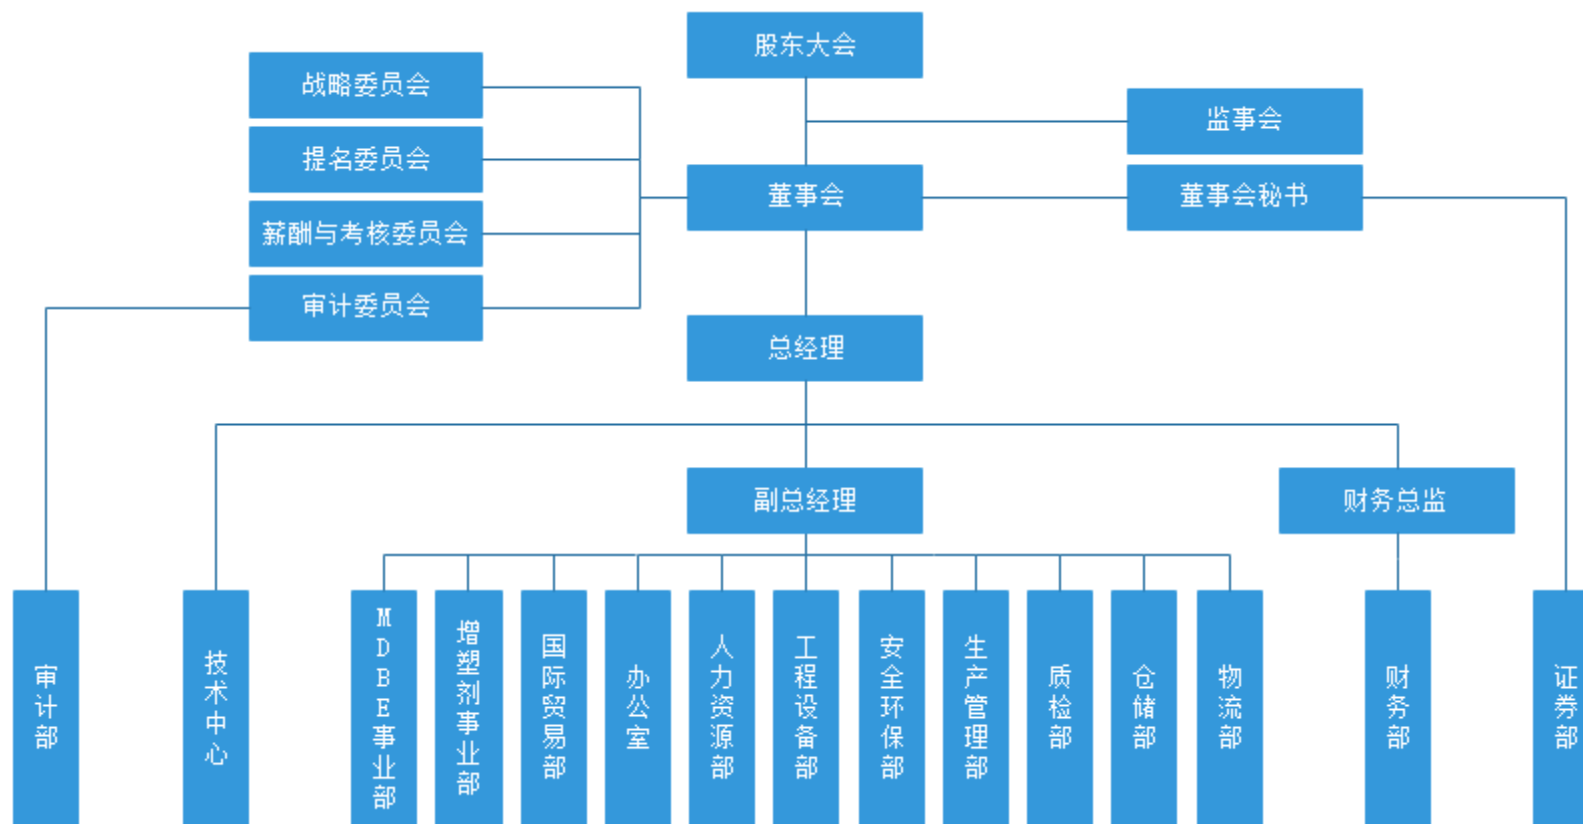 股东大会
战略委员会
监事会
提名委员会
董事会
董事会秘书
薪酬与考核委员会
审计委员会
总经理
副总经理
财务总监
审计部
技术中心
MDBE事业部
增塑剂事业部
国际贸易部
办公室
人力资源部
工程设备部
安全环保部
生产管理部
质检部
仓储部
物流部
财务部
证券部